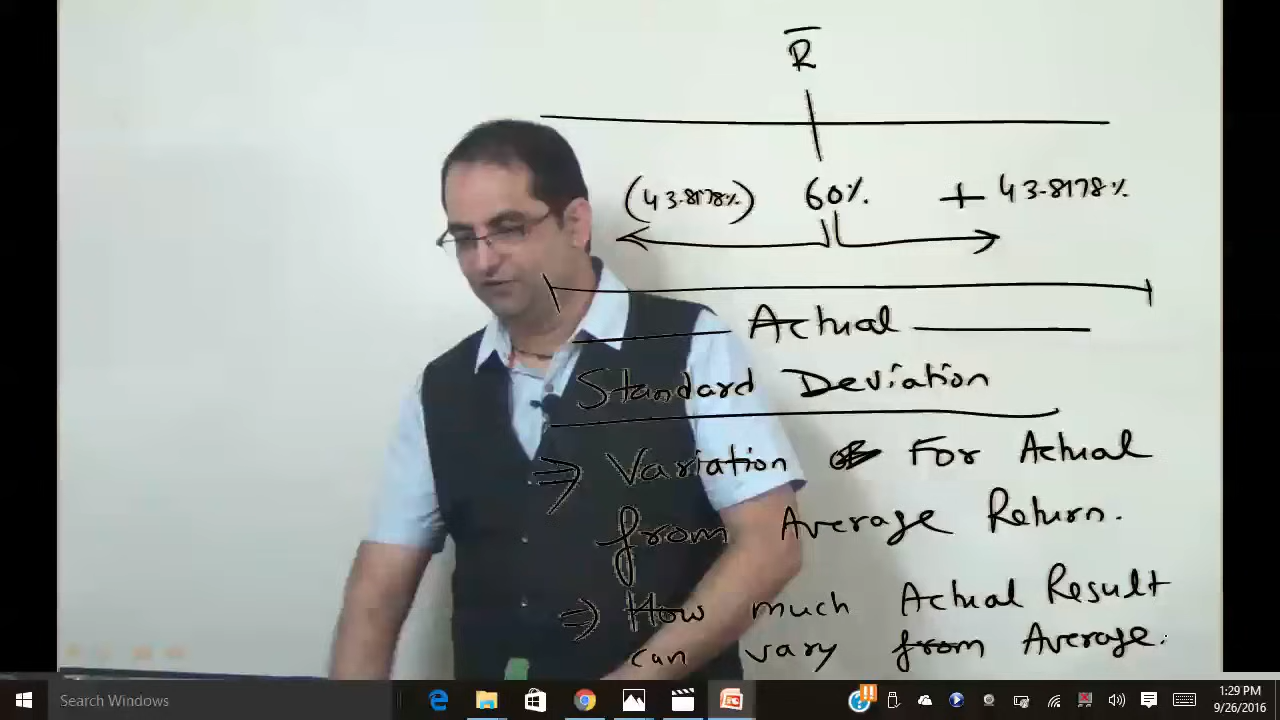 R̅
(43.8178%) 60% + 43.8178%
Actual
Standard Deviation
⇒ Variation For Actual
from Average Return.
⇒ How much Actual Result
can vary from Average.
Search Windows
1:29 PM
9/26/2016